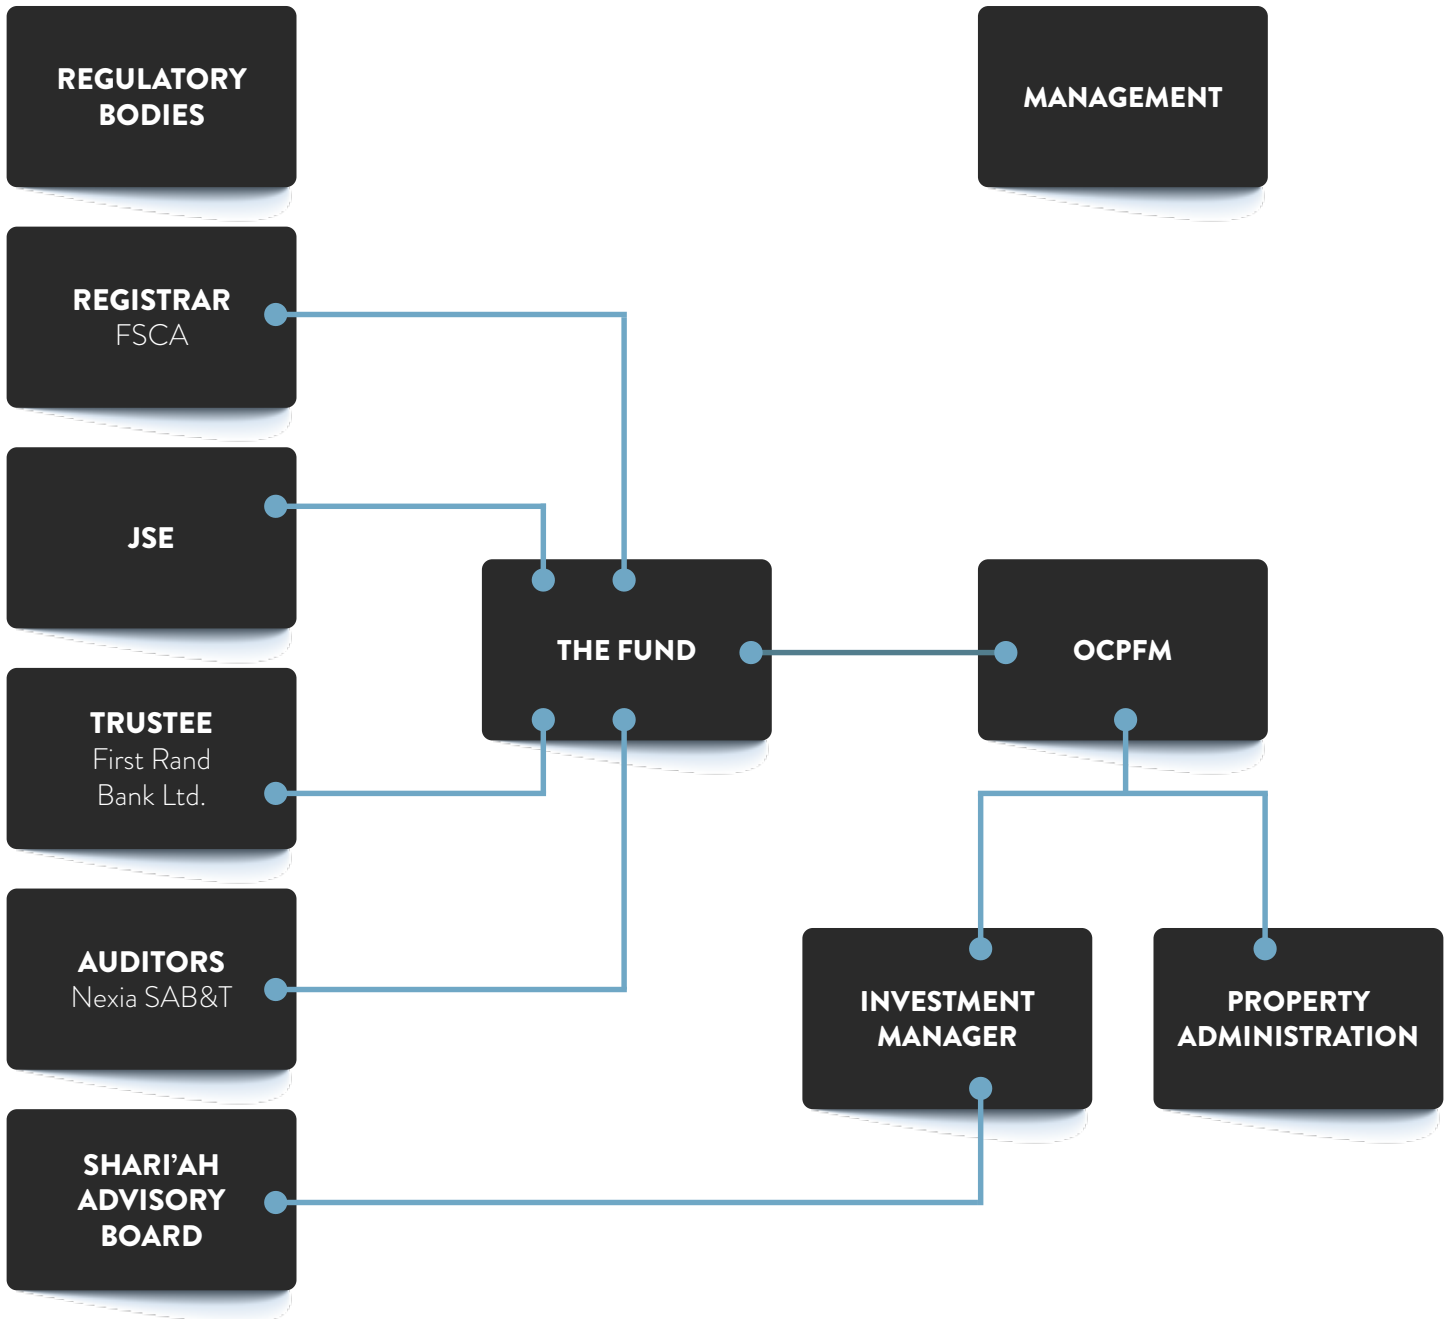 REGULATORY
BODIES
MANAGEMENT
REGISTRAR
FSCA
JSE
THE FUND
OCPFM
TRUSTEE
First Rand
Bank Ltd.
AUDITORS
Nexia SAB&T
INVESTMENT
MANAGER
PROPERTY
ADMINISTRATION
SHARI’AH
ADVISORY
BOARD